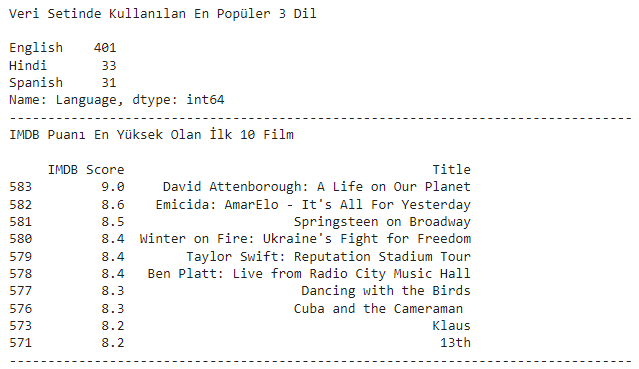 Veri Setinde Kullanılan En Popüler 3 Dil
English    401
Hindi       33
Spanish     31
Name: Language, dtype: int64
---------------------------------------------------------------------------------
IMDB Puanı En Yüksek Olan İlk 10 Film
     IMDB Score                                        Title
583         9.0     David Attenborough: A Life on Our Planet
582         8.6    Emicida: AmarElo - It's All For Yesterday
581         8.5                      Springsteen on Broadway
580         8.4  Winter on Fire: Ukraine's Fight for Freedom
579         8.4        Taylor Swift: Reputation Stadium Tour
578         8.4   Ben Platt: Live from Radio City Music Hall
577         8.3                       Dancing with the Birds
576         8.3                      Cuba and the Cameraman
573         8.2                                        Klaus
571         8.2                                         13th
---------------------------------------------------------------------------------